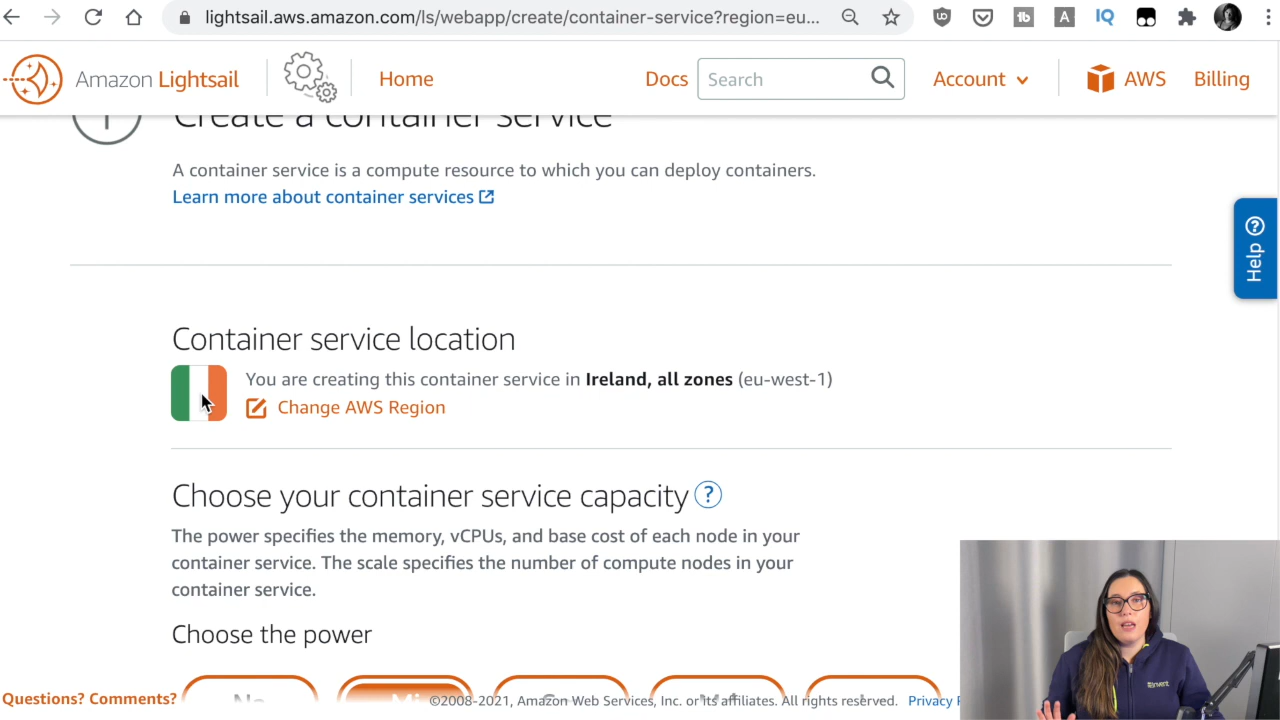 lightsail.aws.amazon.com/ls/webapp/create/container-service?region=eu...
Amazon Lightsail
Home
Docs
Search
Account
AWS
Billing
Create a container service
A container service is a compute resource to which you can deploy containers.
Learn more about container services
Help
Container service location
You are creating this container service in Ireland, all zones (eu-west-1)
Change AWS Region
Choose your container service capacity
The power specifies the memory, vCPUs, and base cost of each node in your
container service. The scale specifies the number of compute nodes in your
container service.
Choose the power
Questions? Comments?
©2008-2021, Amazon Web Services, Inc. or its affiliates. All rights reserved.
Privacy